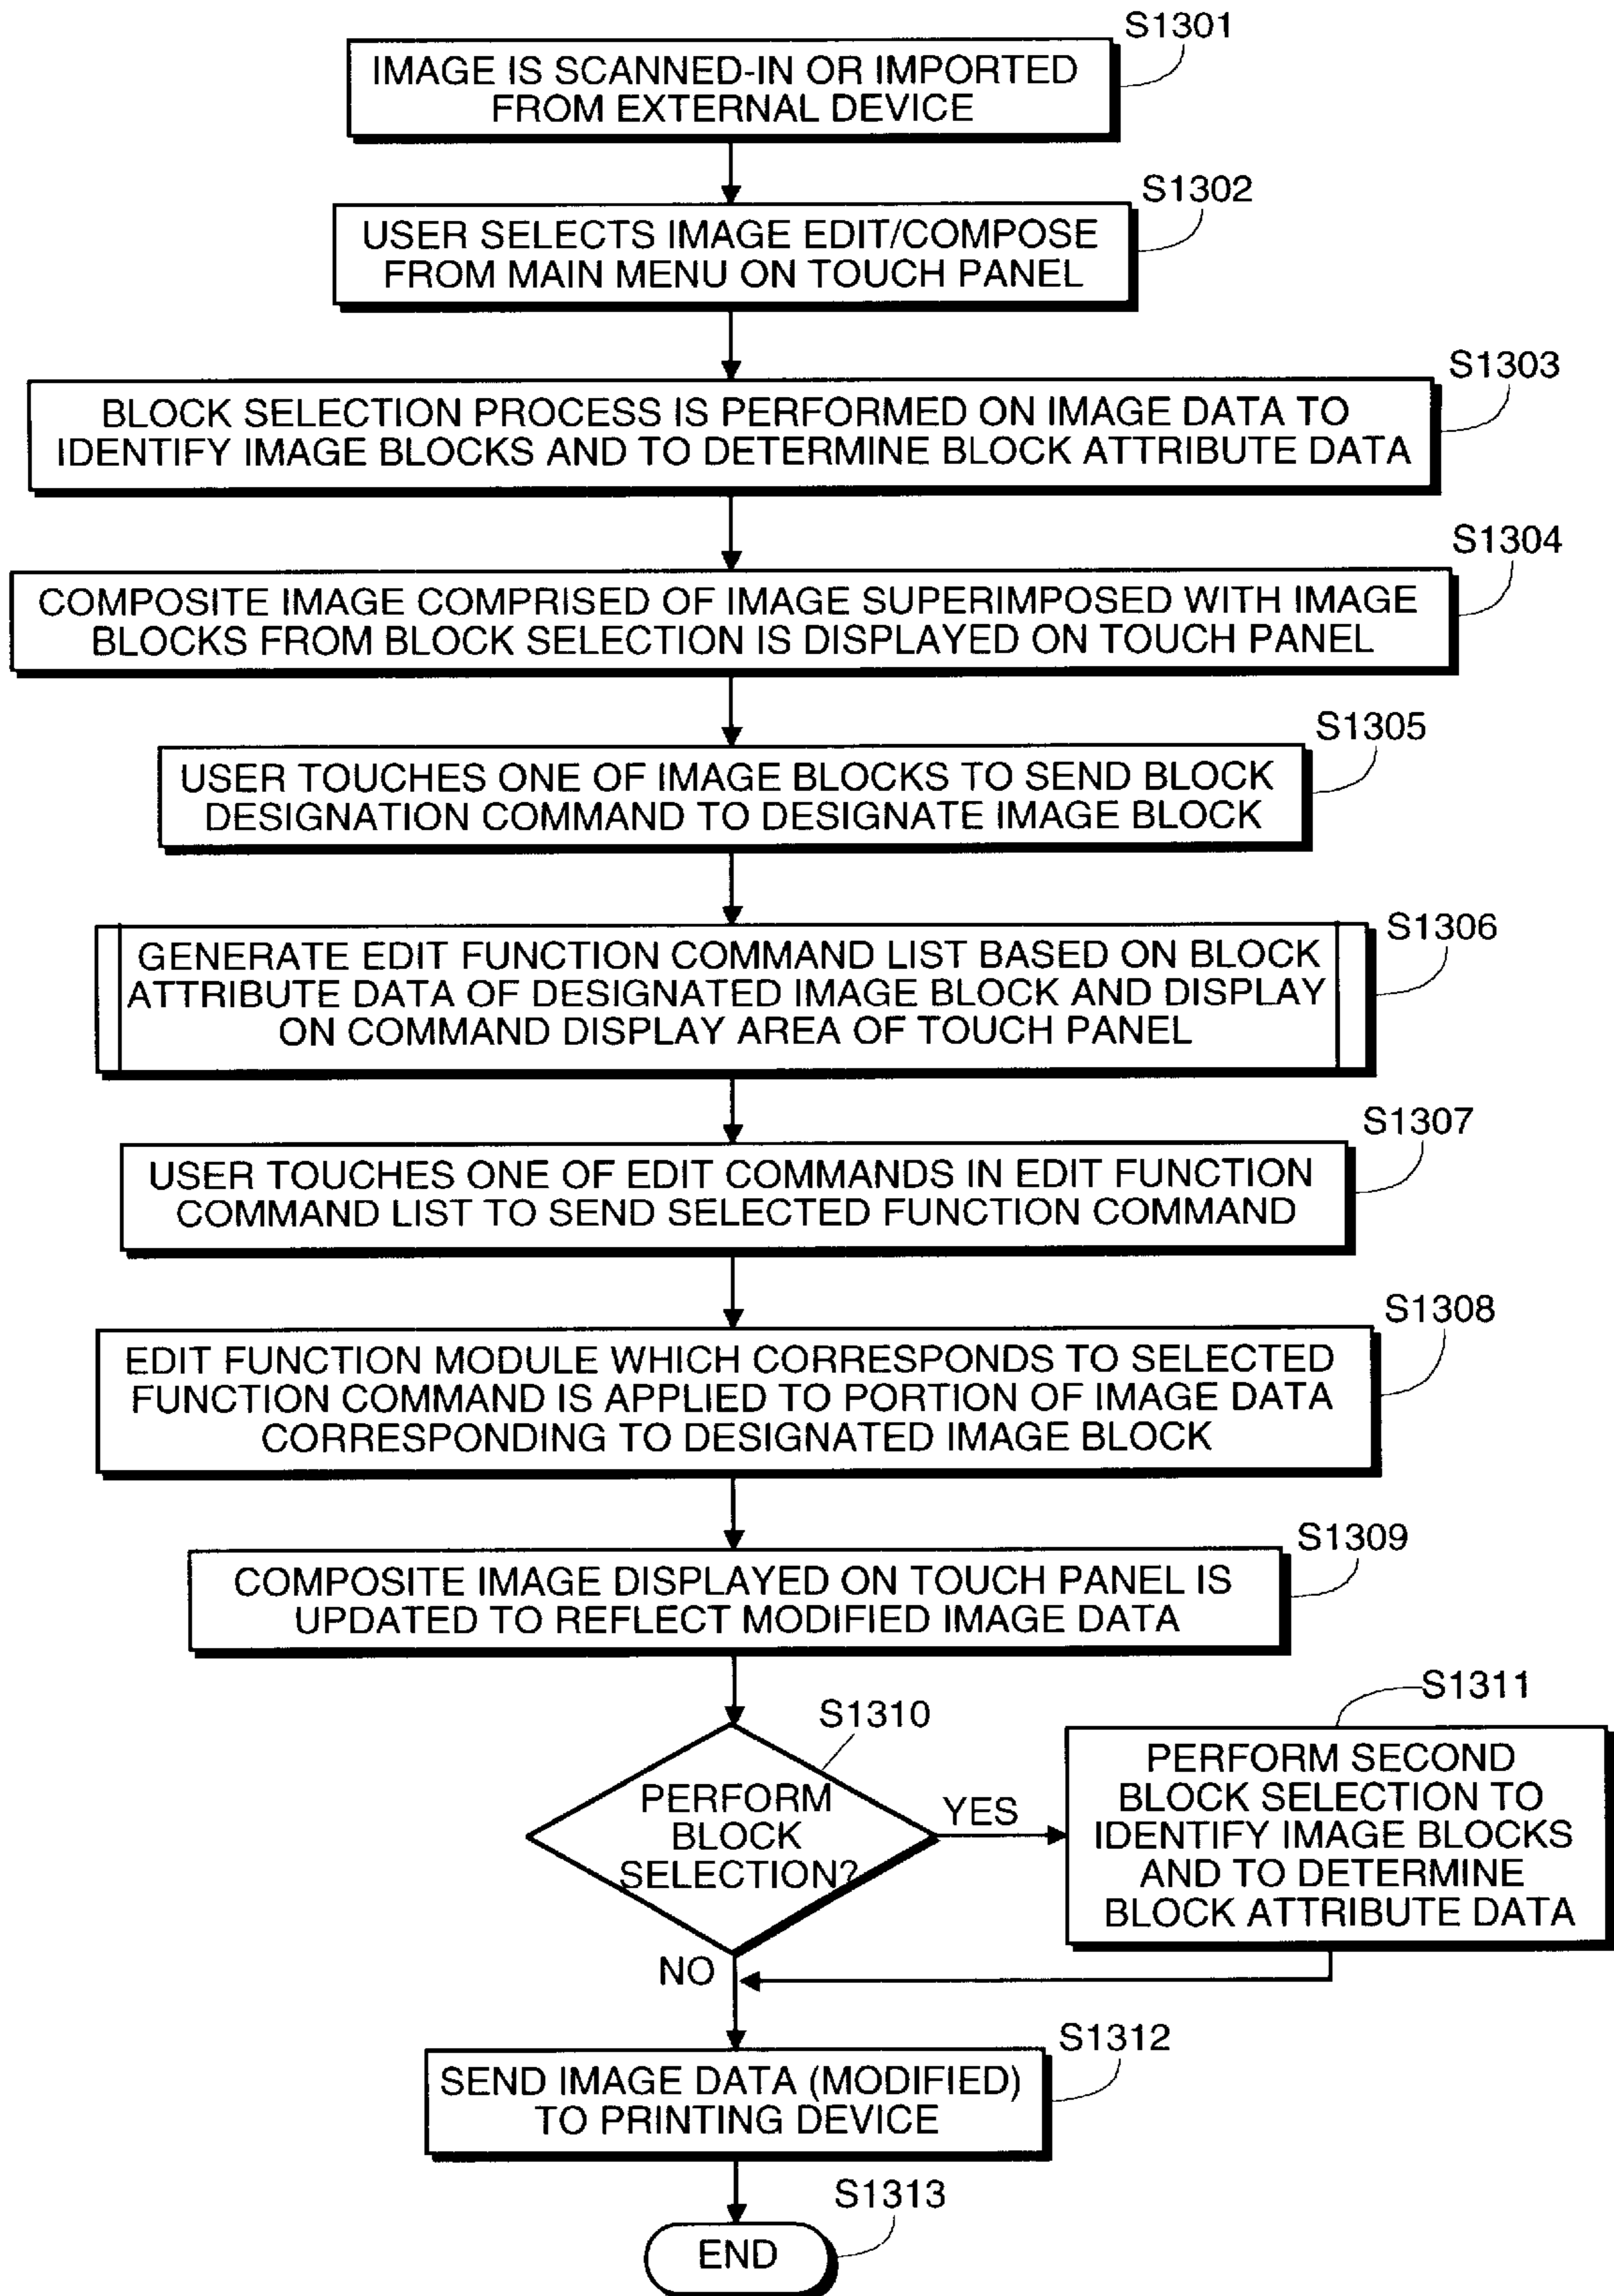 S1301
IMAGE IS SCANNED-IN OR IMPORTED
FROM EXTERNAL DEVICE
S1302
USER SELECTS IMAGE EDIT/COMPOSE
FROM MAIN MENU ON TOUCH PANEL
S1303
BLOCK SELECTION PROCESS IS PERFORMED ON IMAGE DATA TO
IDENTIFY IMAGE BLOCKS AND TO DETERMINE BLOCK ATTRIBUTE DATA
S1304
COMPOSITE IMAGE COMPRISED OF IMAGE SUPERIMPOSED WITH IMAGE
BLOCKS FROM BLOCK SELECTION IS DISPLAYED ON TOUCH PANEL
S1305
USER TOUCHES ONE OF IMAGE BLOCKS TO SEND BLOCK
DESIGNATION COMMAND TO DESIGNATE IMAGE BLOCK
S1306
GENERATE EDIT FUNCTION COMMAND LIST BASED ON BLOCK
ATTRIBUTE DATA OF DESIGNATED IMAGE BLOCK AND DISPLAY
ON COMMAND DISPLAY AREA OF TOUCH PANEL
S1307
USER TOUCHES ONE OF EDIT COMMANDS IN EDIT FUNCTION
COMMAND LIST TO SEND SELECTED FUNCTION COMMAND
S1308
EDIT FUNCTION MODULE WHICH CORRESPONDS TO SELECTED
FUNCTION COMMAND IS APPLIED TO PORTION OF IMAGE DATA
CORRESPONDING TO DESIGNATED IMAGE BLOCK
S1309
COMPOSITE IMAGE DISPLAYED ON TOUCH PANEL IS
UPDATED TO REFLECT MODIFIED IMAGE DATA
S1310
PERFORM
BLOCK
SELECTION?
YES
S1311
PERFORM SECOND
BLOCK SELECTION TO
IDENTIFY IMAGE BLOCKS
AND TO DETERMINE
BLOCK ATTRIBUTE DATA
NO
S1312
SEND IMAGE DATA (MODIFIED)
TO PRINTING DEVICE
S1313
END